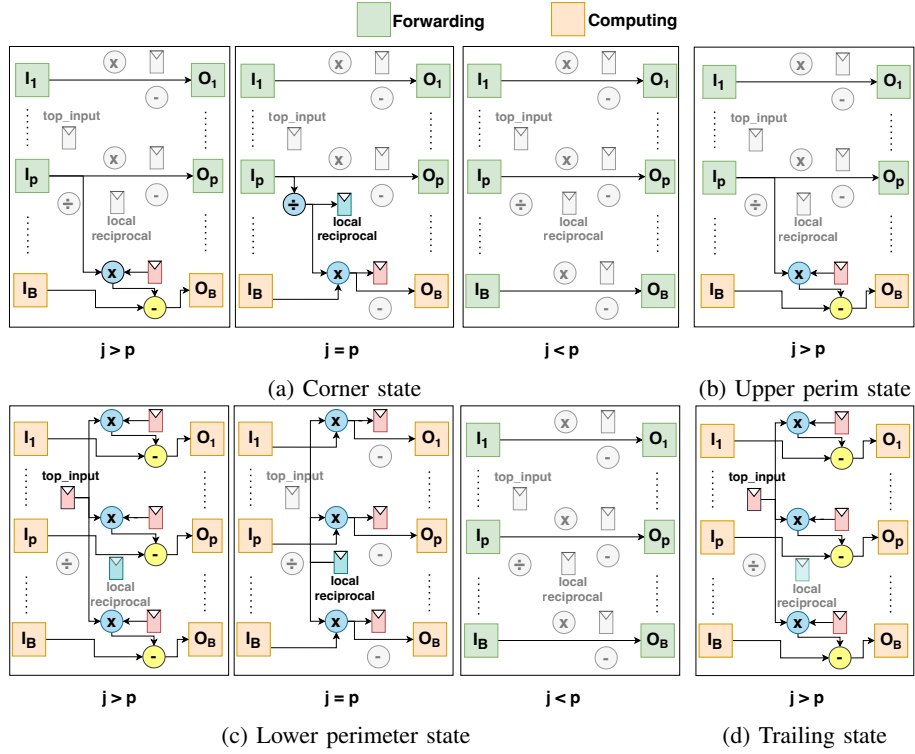 Forwarding Computing
I1 x O1
-
top_input
Ip x Op
÷ -
local
reciprocal
IB x - OB
j > p
I1 x O1
-
top_input
Ip x Op
÷ -
local
reciprocal
IB x OB
-
j = p
I1 x O1
-
top_input
Ip x Op
÷ -
local
reciprocal
IB x OB
-
j < p
I1 x O1
-
top_input
Ip x Op
÷ -
local
reciprocal
IB x - OB
j > p
(a) Corner state
(b) Upper perim state
I1 x - O1
top_input
Ip x - Op
÷
local
reciprocal
IB x - OB
j > p
I1 x O1
-
top_input
Ip x Op
÷ -
local
reciprocal
IB x OB
-
j = p
I1 x O1
-
top_input
Ip x Op
÷ -
local
reciprocal
IB x OB
-
j < p
I1 x - O1
top_input
Ip x - Op
÷
local
reciprocal
IB x - OB
j > p
(c) Lower perimeter state
(d) Trailing state